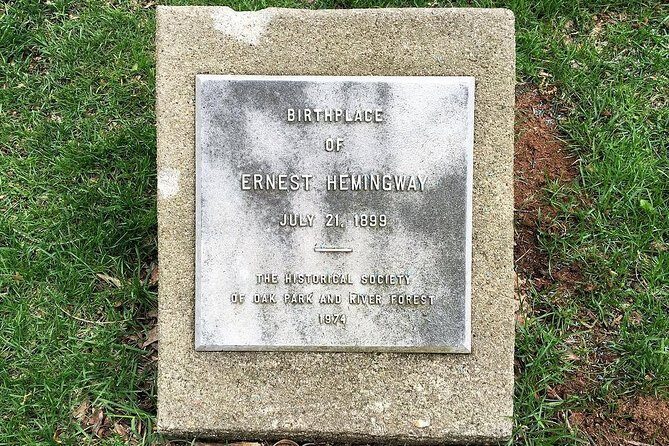 BIRTHPLACE
OF
ERNEST HEMINGWAY
JULY 21, 1899
THE HISTORICAL SOCIETY
OF OAK PARK AND RIVER FOREST
1974